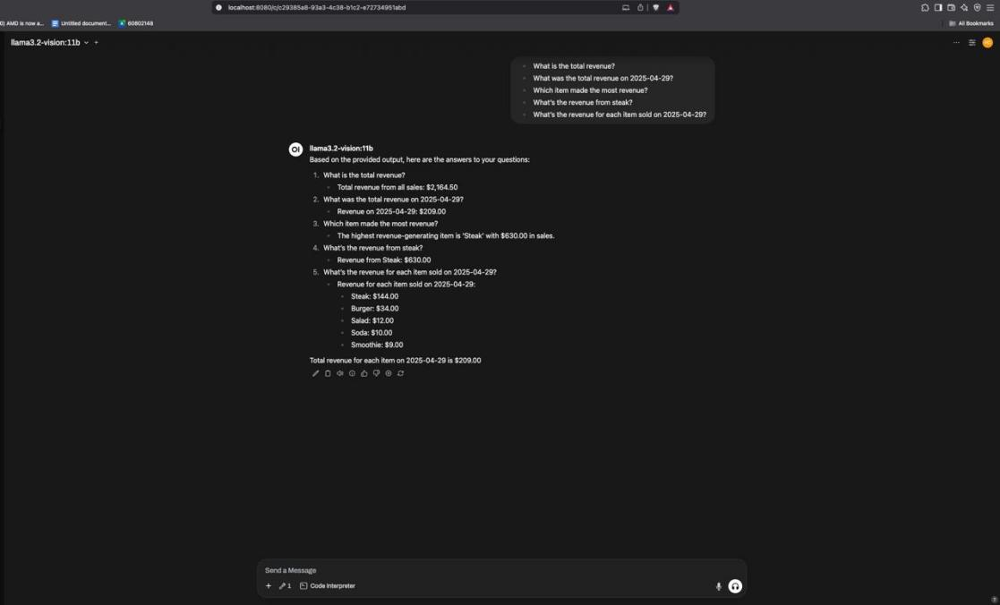 localhost:8080/c/c29385a8-93a3-4c38-b1c2-e72734951abd
0) AMD is now a...
Untitled document...
60802148
All Bookmarks
llama3.2-vision:11b
What is the total revenue?
What was the total revenue on 2025-04-29?
Which item made the most revenue?
What's the revenue from steak?
What's the revenue for each item sold on 2025-04-29?
OI
llama3.2-vision:11b
Based on the provided output, here are the answers to your questions:
1. What is the total revenue?
Total revenue from all sales: $2,164.50
2. What was the total revenue on 2025-04-29?
Revenue on 2025-04-29: $209.00
3. Which item made the most revenue?
The highest revenue-generating item is 'Steak' with $630.00 in sales.
4. What's the revenue from steak?
Revenue from Steak: $630.00
5. What's the revenue for each item sold on 2025-04-29?
Revenue for each item sold on 2025-04-29:
Steak: $144.00
Burger: $34.00
Salad: $12.00
Soda: $10.00
Smoothie: $9.00
Total revenue for each item on 2025-04-29 is $209.00
Send a Message
1
Code Interpreter